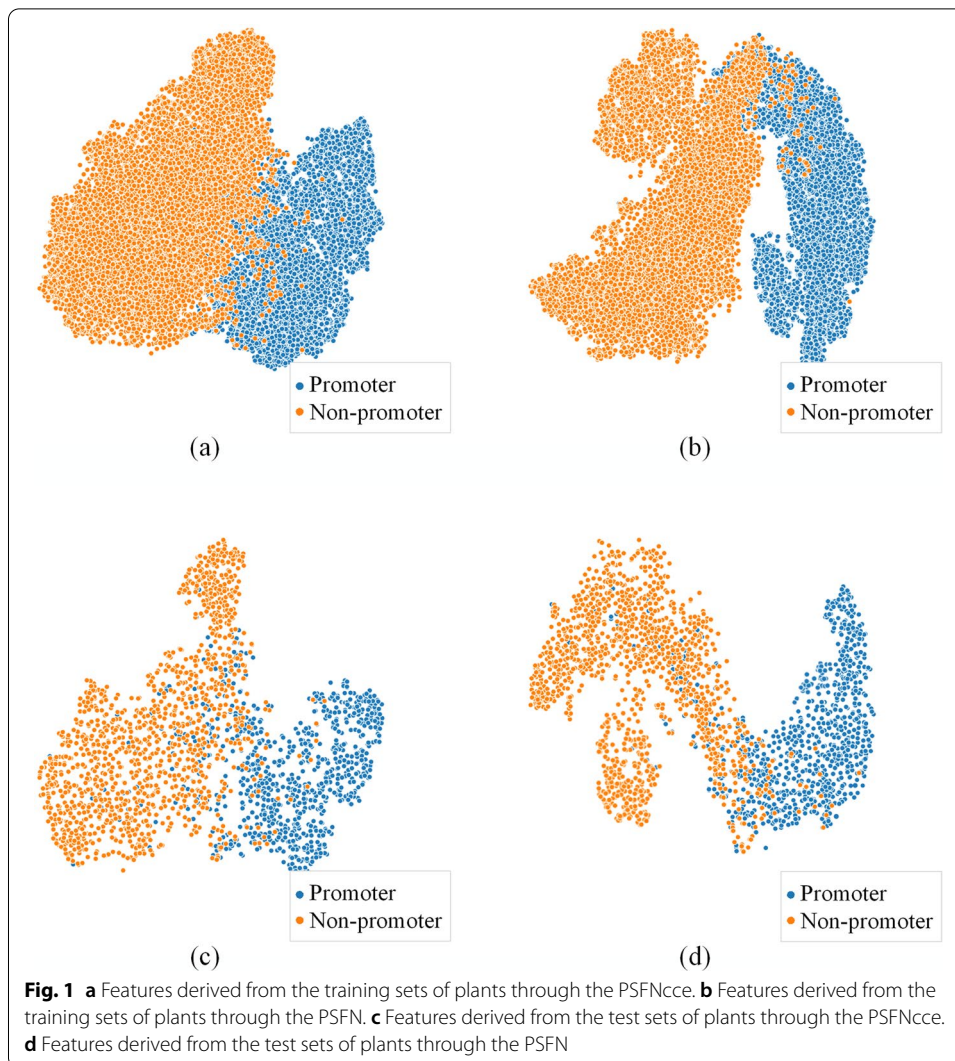 Promoter
Non-promoter
(a)
Promoter
Non-promoter
(b)
Promoter
Non-promoter
(c)
Promoter
Non-promoter
(d)
Fig. 1 a Features derived from the training sets of plants through the PSFNcce. b Features derived from the
training sets of plants through the PSFN. c Features derived from the test sets of plants through the PSFNcce.
d Features derived from the test sets of plants through the PSFN